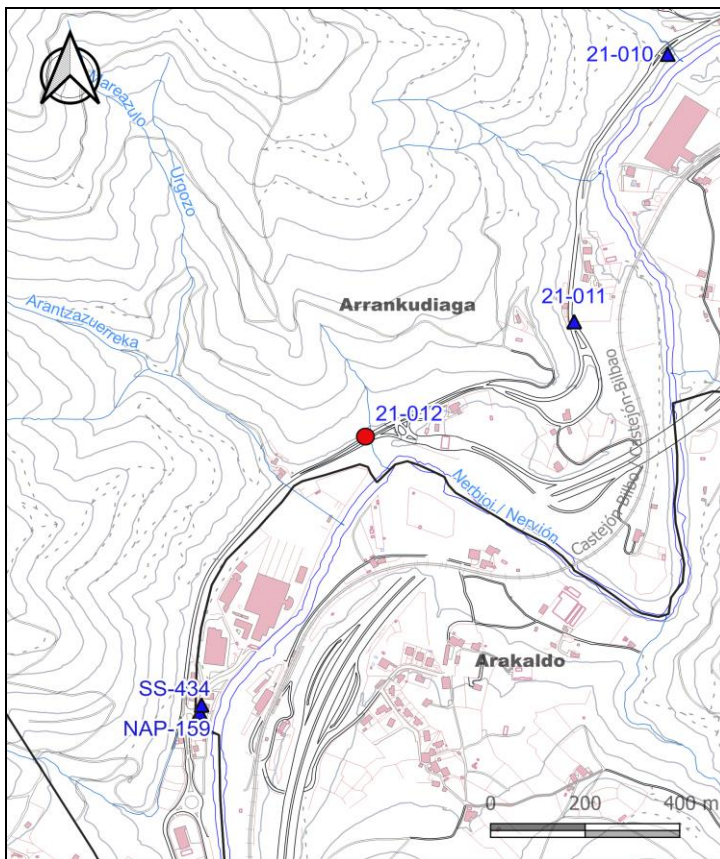 21-010
Mareazulo
Urgozo
21-011
Arrankudiaga
Arantzazuerreka
21-012
Castejón-Bilbao
Castejón Bilbo
Nerbioi / Nervión
Arakaldo
SS-434
NAP-159
0 200 400 m